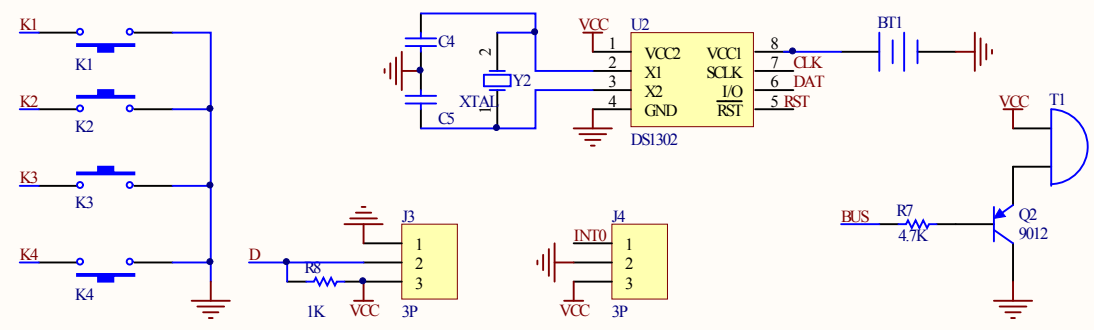 K1
K1
K2
K2
K3
K3
K4
K4
C4
C5
2
Y2
XTAL
1
VCC
U2
1
VCC2
VCC1
8
2
X1
SCLK
7
CLK
3
X2
I/O
6
DAT
4
GND
RST
5
RST
DS1302
BT1
VCC
T1
BUS
R7
4.7K
Q2
9012
D
R8
1K
VCC
J3
1
2
3
3P
INT0
VCC
J4
1
2
3
3P